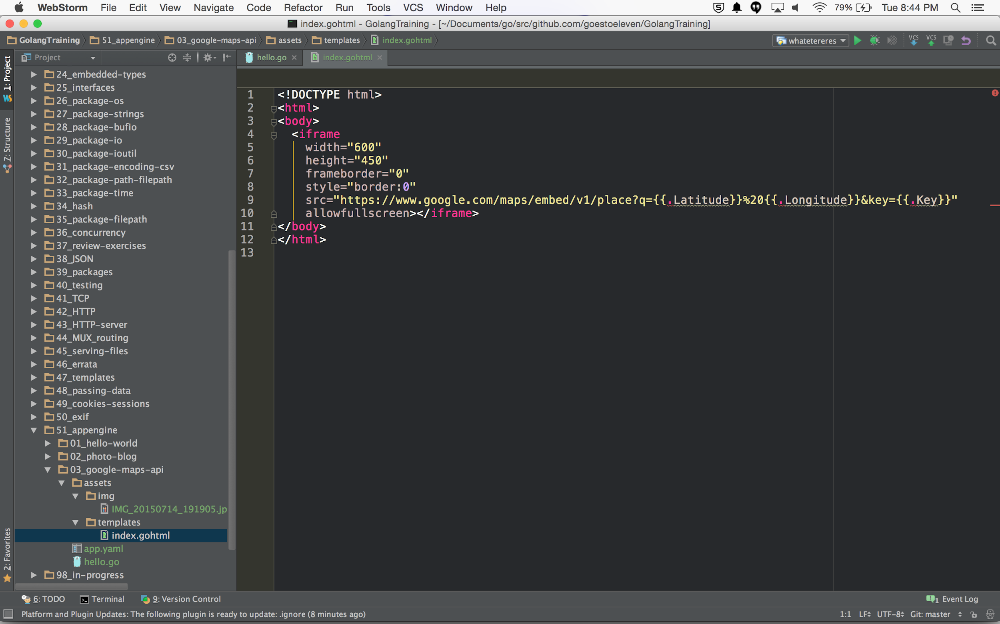 WebStorm File Edit View Navigate Code Refactor Run Tools VCS Window Help 79% Tue 8:44 PM
index.gohtml - GolangTraining - [~/Documents/go/src/github.com/goestoeleven/GolangTraining]
GolangTraining 51_appengine 03_google-maps-api assets templates index.gohtml whatetereres VCS VCS
Project hello.go index.gohtml
1: Project
7: Structure
2: Favorites
24_embedded-types
25_interfaces
26_package-os
27_package-strings
28_package-bufio
29_package-io
30_package-ioutil
31_package-encoding-csv
32_package-path-filepath
33_package-time
34_hash
35_package-filepath
36_concurrency
37_review-exercises
38_JSON
39_packages
40_testing
41_TCP
42_HTTP
43_HTTP-server
44_MUX_routing
45_serving-files
46_errata
47_templates
48_passing-data
49_cookies-sessions
50_exif
51_appengine
01_hello-world
02_photo-blog
03_google-maps-api
assets
img
IMG_20150714_191905.jp
templates
index.gohtml
app.yaml
hello.go
98_in-progress
1 <!DOCTYPE html>
2 <html>
3 <body>
4 <iframe
5 width="600"
6 height="450"
7 frameborder="0"
8 style="border:0"
9 src="https://www.google.com/maps/embed/v1/place?q={{.Latitude}}%20{{.Longitude}}&key={{.Key}}"
10 allowfullscreen></iframe>
11 </body>
12 </html>
13
6: TODO Terminal 9: Version Control 1 Event Log
Platform and Plugin Updates: The following plugin is ready to update: .ignore (8 minutes ago) 1:1 LF UTF-8 Git: master